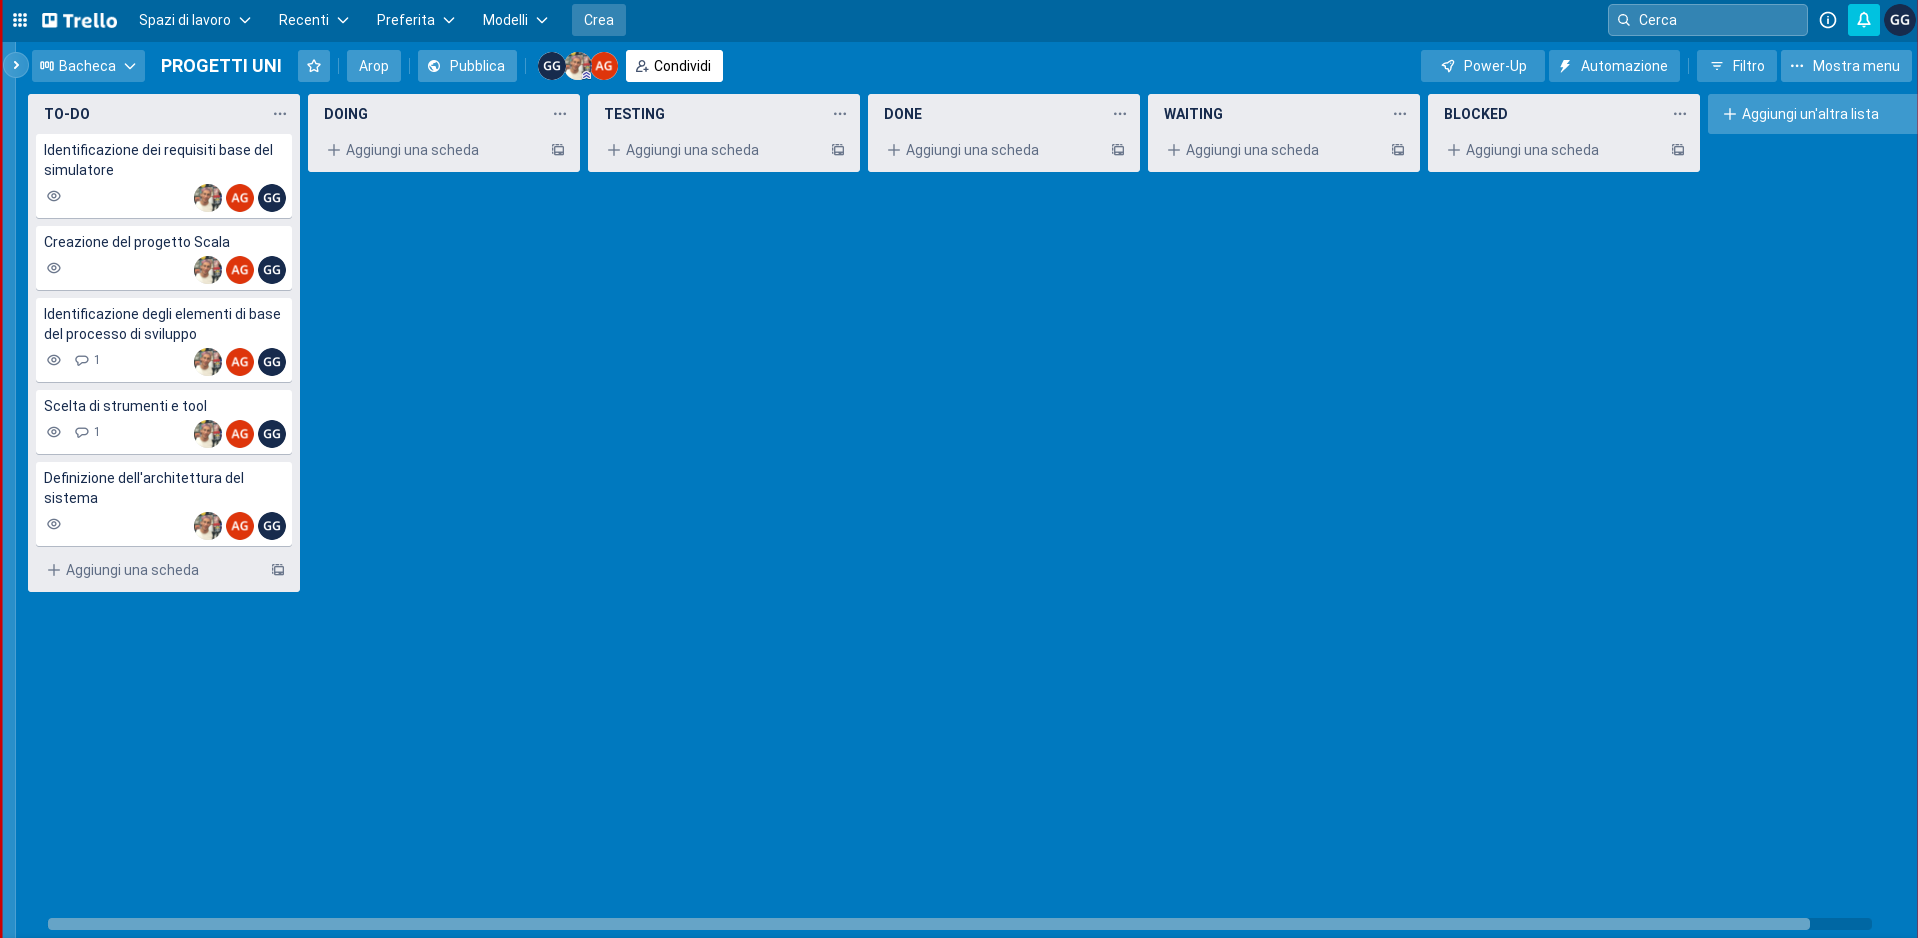 Trello Spazi di lavoro Recenti Preferita Modelli Crea Cerca GG
Bacheca PROGETTI UNI Arop Pubblica GG AG Condividi Power-Up Automazione Filtro Mostra menu
TO-DO
Identificazione dei requisiti base del
simulatore
AG GG
Creazione del progetto Scala
AG GG
Identificazione degli elementi di base
del processo di sviluppo
1 AG GG
Scelta di strumenti e tool
1 AG GG
Definizione dell'architettura del
sistema
AG GG
Aggiungi una scheda
DOING
Aggiungi una scheda
TESTING
Aggiungi una scheda
DONE
Aggiungi una scheda
WAITING
Aggiungi una scheda
BLOCKED
Aggiungi una scheda
Aggiungi un'altra lista